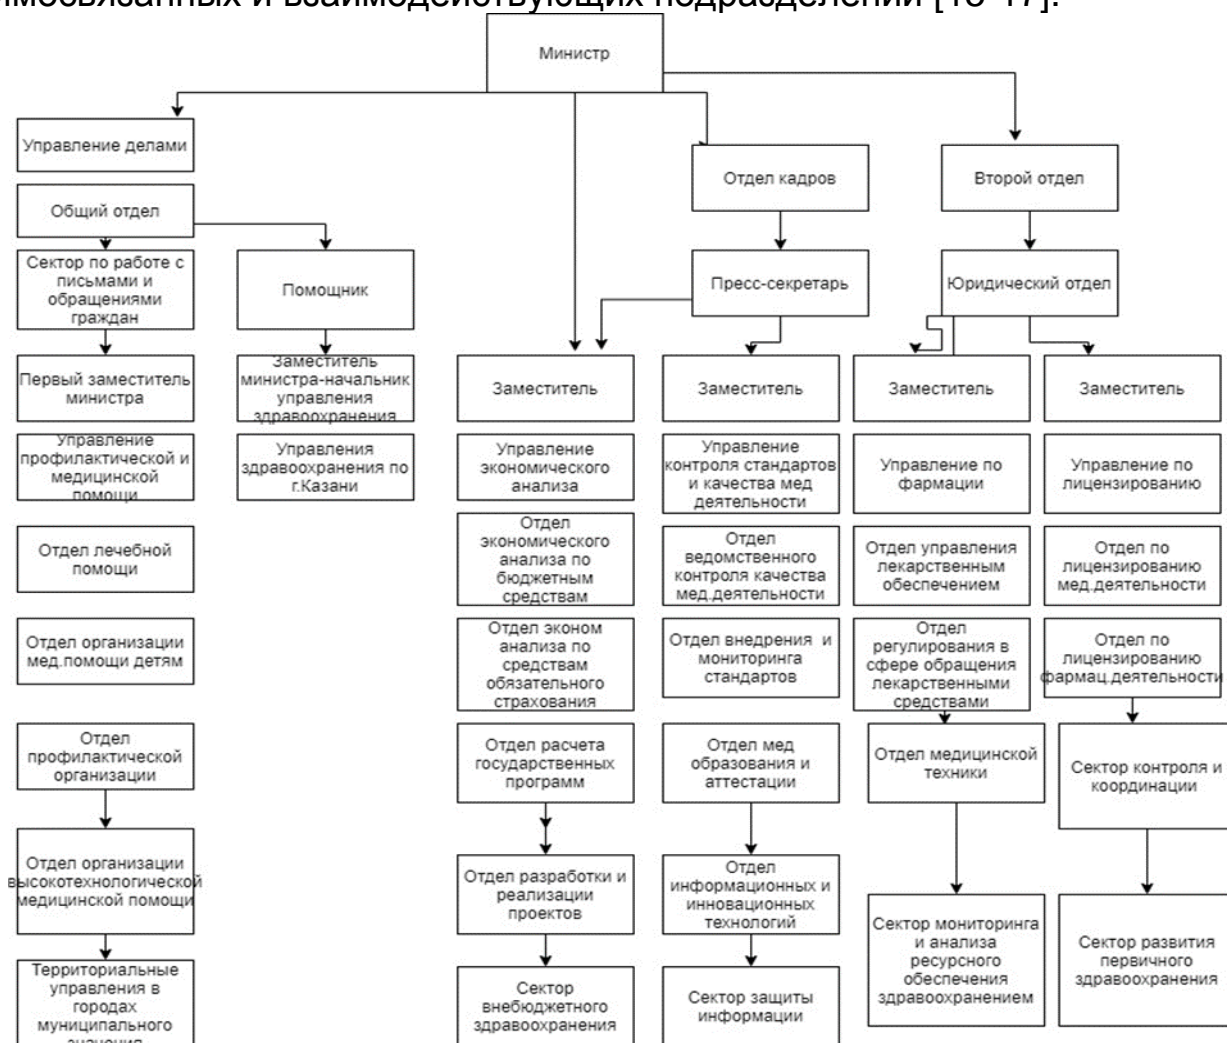 имосвязанных и взаимодействующих подразделений
Министр
Управление делами
Отдел кадров
Второй отдел
Общий отдел
Сектор по работе с
письмами и
обращениями
граждан
Помощник
Пресс-секретарь
Юридический отдел
Первый заместитель
министра
Заместитель
министра-начальник
управления
здравоохранения
Заместитель
Заместитель
Заместитель
Заместитель
Управление
профилактической и
медицинской
помощи
Управления
здравоохранения по
г.Казани
Управление
экономического
анализа
Управление
контроля стандартов
и качества мед
деятельности
Управление по
фармации
Управление по
лицензированию
Отдел лечебной
помощи
Отдел
экономического
анализа по
бюджетным
средствам
Отдел
ведомственного
контроля качества
мед.деятельности
Отдел управления
лекарственным
обеспечением
Отдел по
лицензированию
мед.деятельности
Отдел организации
мед.помощи детям
Отдел эконом
анализа по
средствам
обязательного
страхования
Отдел внедрения и
мониторинга
стандартов
Отдел
регулирования в
сфере обращения
лекарственными
средствами
Отдел по
лицензированию
фармац.деятельности
Отдел
профилактической
организации
Отдел расчета
государственных
программ
Отдел мед
образования и
аттестации
Отдел медицинской
техники
Сектор контроля и
координации
Отдел организации
высокотехнологической
медицинской помощи
Отдел разработки и
реализации
проектов
Отдел
информационных и
инновационных
технологий
Сектор мониторинга
и анализа
ресурсного
обеспечения
здравоохранением
Сектор развития
первичного
здравоохранения
Территориальные
управления в
городах
муниципального
значения
Сектор
внебюджетного
здравоохранения
Сектор защиты
информации